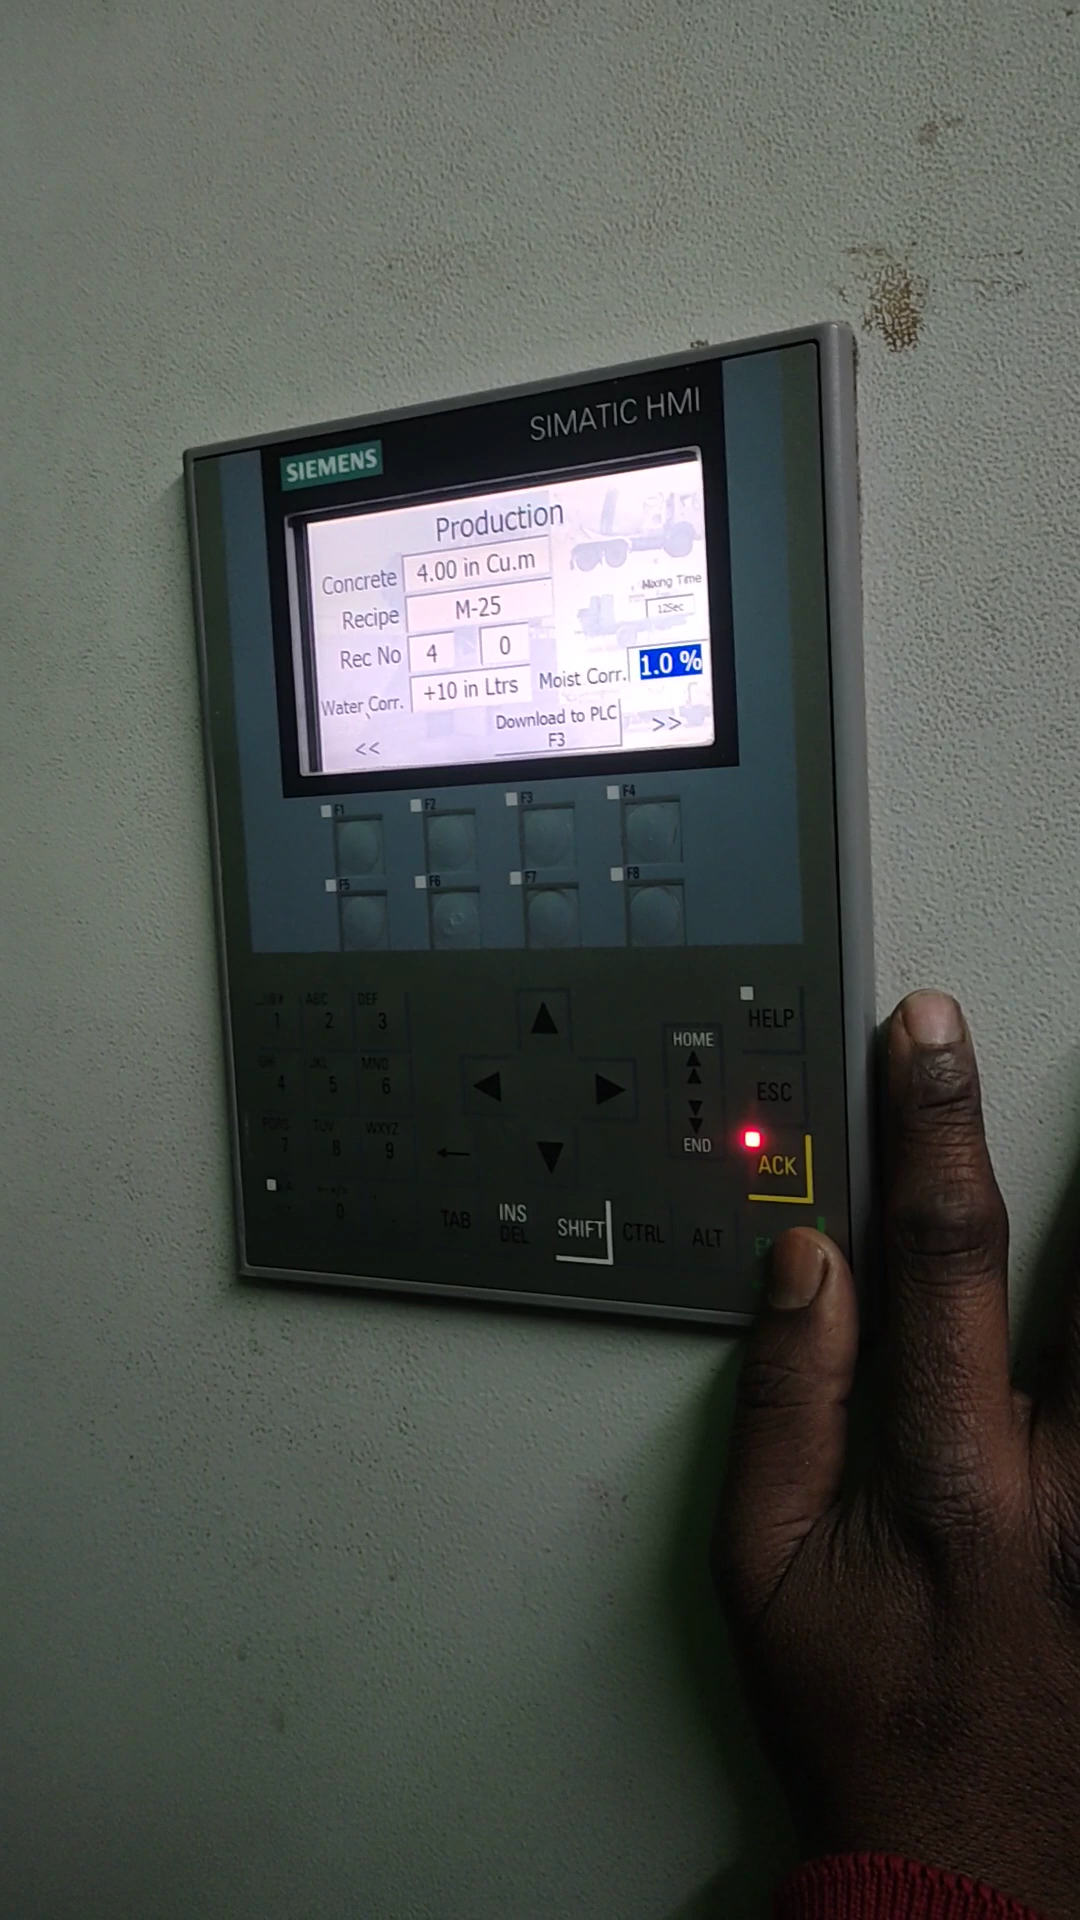 SIEMENS
SIMATIC HMI
Production
Concrete 4.00 in Cu.m
Mixing Time
12Sec
Recipe M-25
Rec No 4 0
Water Corr. +10 in Ltrs Moist Corr. 1.0 %
<< Download to PLC >>
F3
F1 F2 F3 F4
F5 F6 F7 F8
ABC DEF
1 2 3
HELP
HOME
GHI JKL MNO
4 5 6
ESC
PQRS TUV WXYZ
7 8 9
END
ACK
0
TAB INS DEL SHIFT CTRL ALT